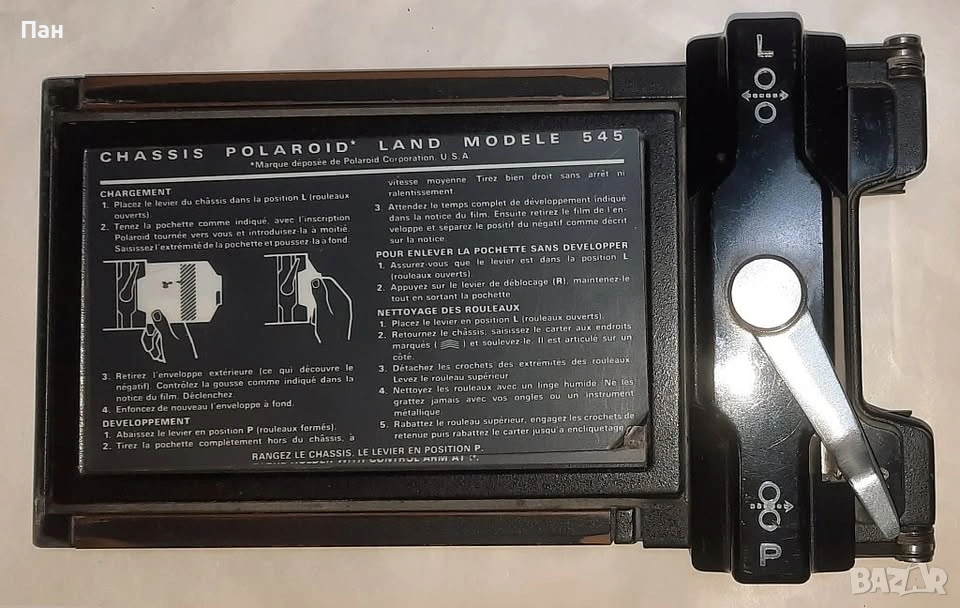 Пан
CHASSIS POLAROID* LAND MODELE 545
*Marque déposée de Polaroid Corporation, U.S.A.
CHARGEMENT
1. Placez le levier du châssis dans la position L (rouleaux
ouverts)
2. Tenez la pochette comme indiqué, avec l'inscription
Polaroid tournée vers vous et introduisez-la à moitié.
Saisissez l'extrémité de la pochette et poussez-la à fond.
3. Retirez l'enveloppe extérieure (ce qui découvre le
négatif). Contrôlez la gousse comme indiqué dans la
notice du film. Déclenchez.
4. Enfoncez de nouveau l'enveloppe à fond.
DEVELOPPEMENT
1. Abaissez le levier en position P (rouleaux fermés).
2. Tirez la pochette complètement hors du châssis, à
vitesse moyenne Tirez bien droit sans arrêt ni
ralentissement.
3. Attendez le temps complet de développement indiqué
dans la notice du film. Ensuite retirez le film de l'en-
veloppe et separez le positif du négatif comme décrit
sur la notice.
POUR ENLEVER LA POCHETTE SANS DEVELOPPER
1. Assurez-vous que le levier est dans la position L
(rouleaux ouverts).
2. Appuyez sur le levier de déblocage (R), maintenez-le
tout en sortant la pochette
NETTOYAGE DES ROULEAUX
1. Placez le levier en position L (rouleaux ouverts).
2. Retournez le châssis, saisissez le carter aux endroits
marqués ( ) et soulevez-le. Il est articulé sur un
côté.
3. Détachez les crochets des extrémités des rouleaux
Levez le rouleau supérieur
4. Nettoyez les rouleaux avec un linge humide. Ne les
grattez jamais avec vos ongles ou un instrument
métallique.
5. Rabattez le rouleau supérieur, engagez les crochets de
retenue puis rabattez le carter jusqu'a encliquetage
RANGEZ LE CHASSIS, LE LEVIER EN POSITION P.
STORE HOLDER WITH CONTROL ARM AT
L
P
BAZAR